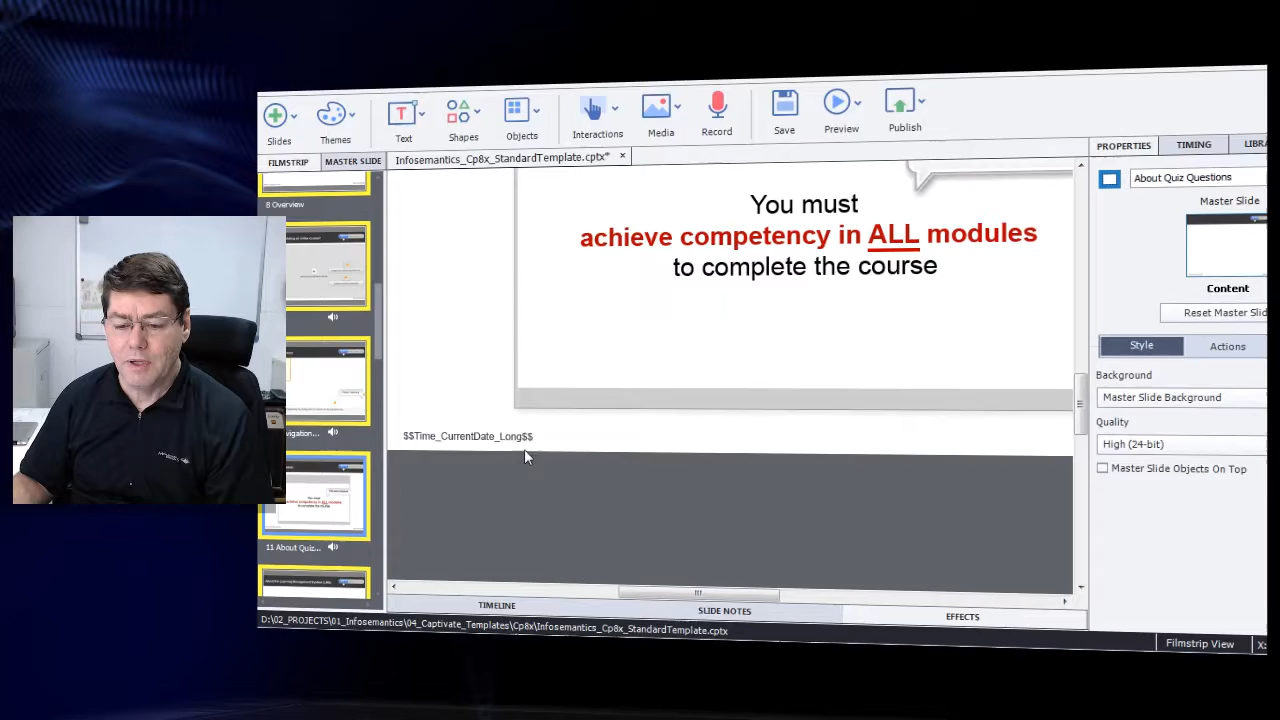 Slides
Themes
Text
Shapes
Objects
Interactions
Media
Record
Save
Preview
Publish
FILMSTRIP
MASTER SLIDE
Infosemantics_Cp8x_StandardTemplate.cptx*
PROPERTIES
TIMING
LIBRA
8 Overview
You must
achieve competency in ALL modules
to complete the course
About Quiz Questions
Master Slide
Content
Reset Master Slid
Style
Actions
Background
Master Slide Background
Quality
High (24-bit)
Master Slide Objects On Top
$$Time_CurrentDate_Long$$
11 About Quiz...
TIMELINE
SLIDE NOTES
EFFECTS
D:\02_PROJECTS\01_Infosemantics\04_Captivate_Templates\Cp8x\Infosemantics_Cp8x_StandardTemplate.cptx
Filmstrip View
X: